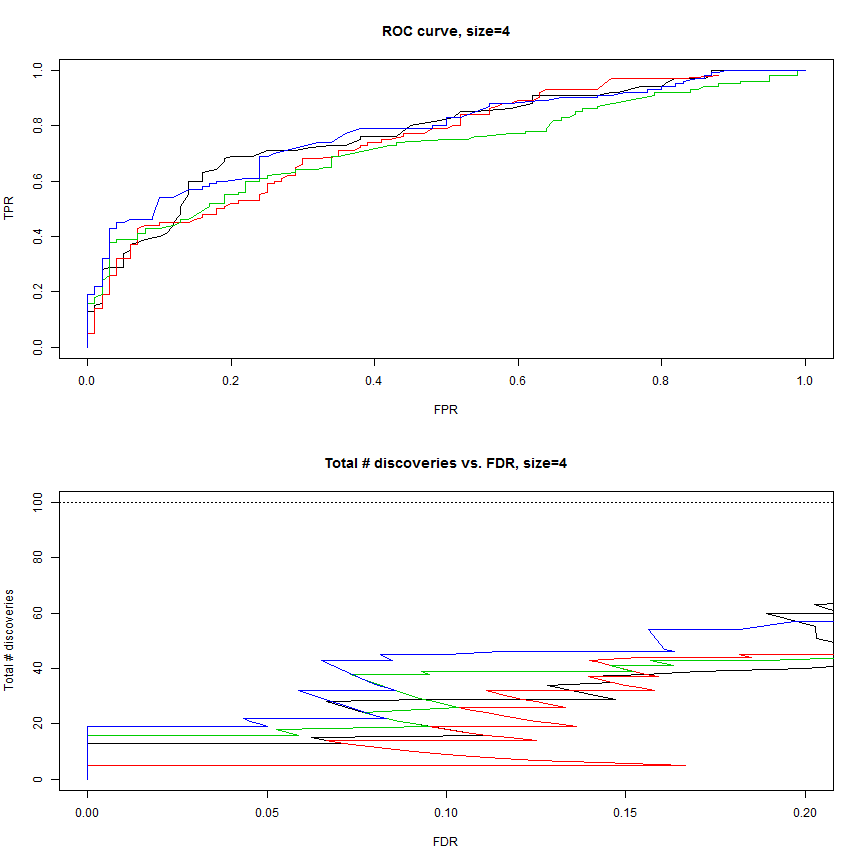 ROC curve, size=4
TPR
1.0
0.8
0.6
0.4
0.2
0.0
0.0 0.2 0.4 0.6 0.8 1.0
FPR
Total # discoveries vs. FDR, size=4
Total # discoveries
100
80
60
40
20
0
0.00 0.05 0.10 0.15 0.20
FDR